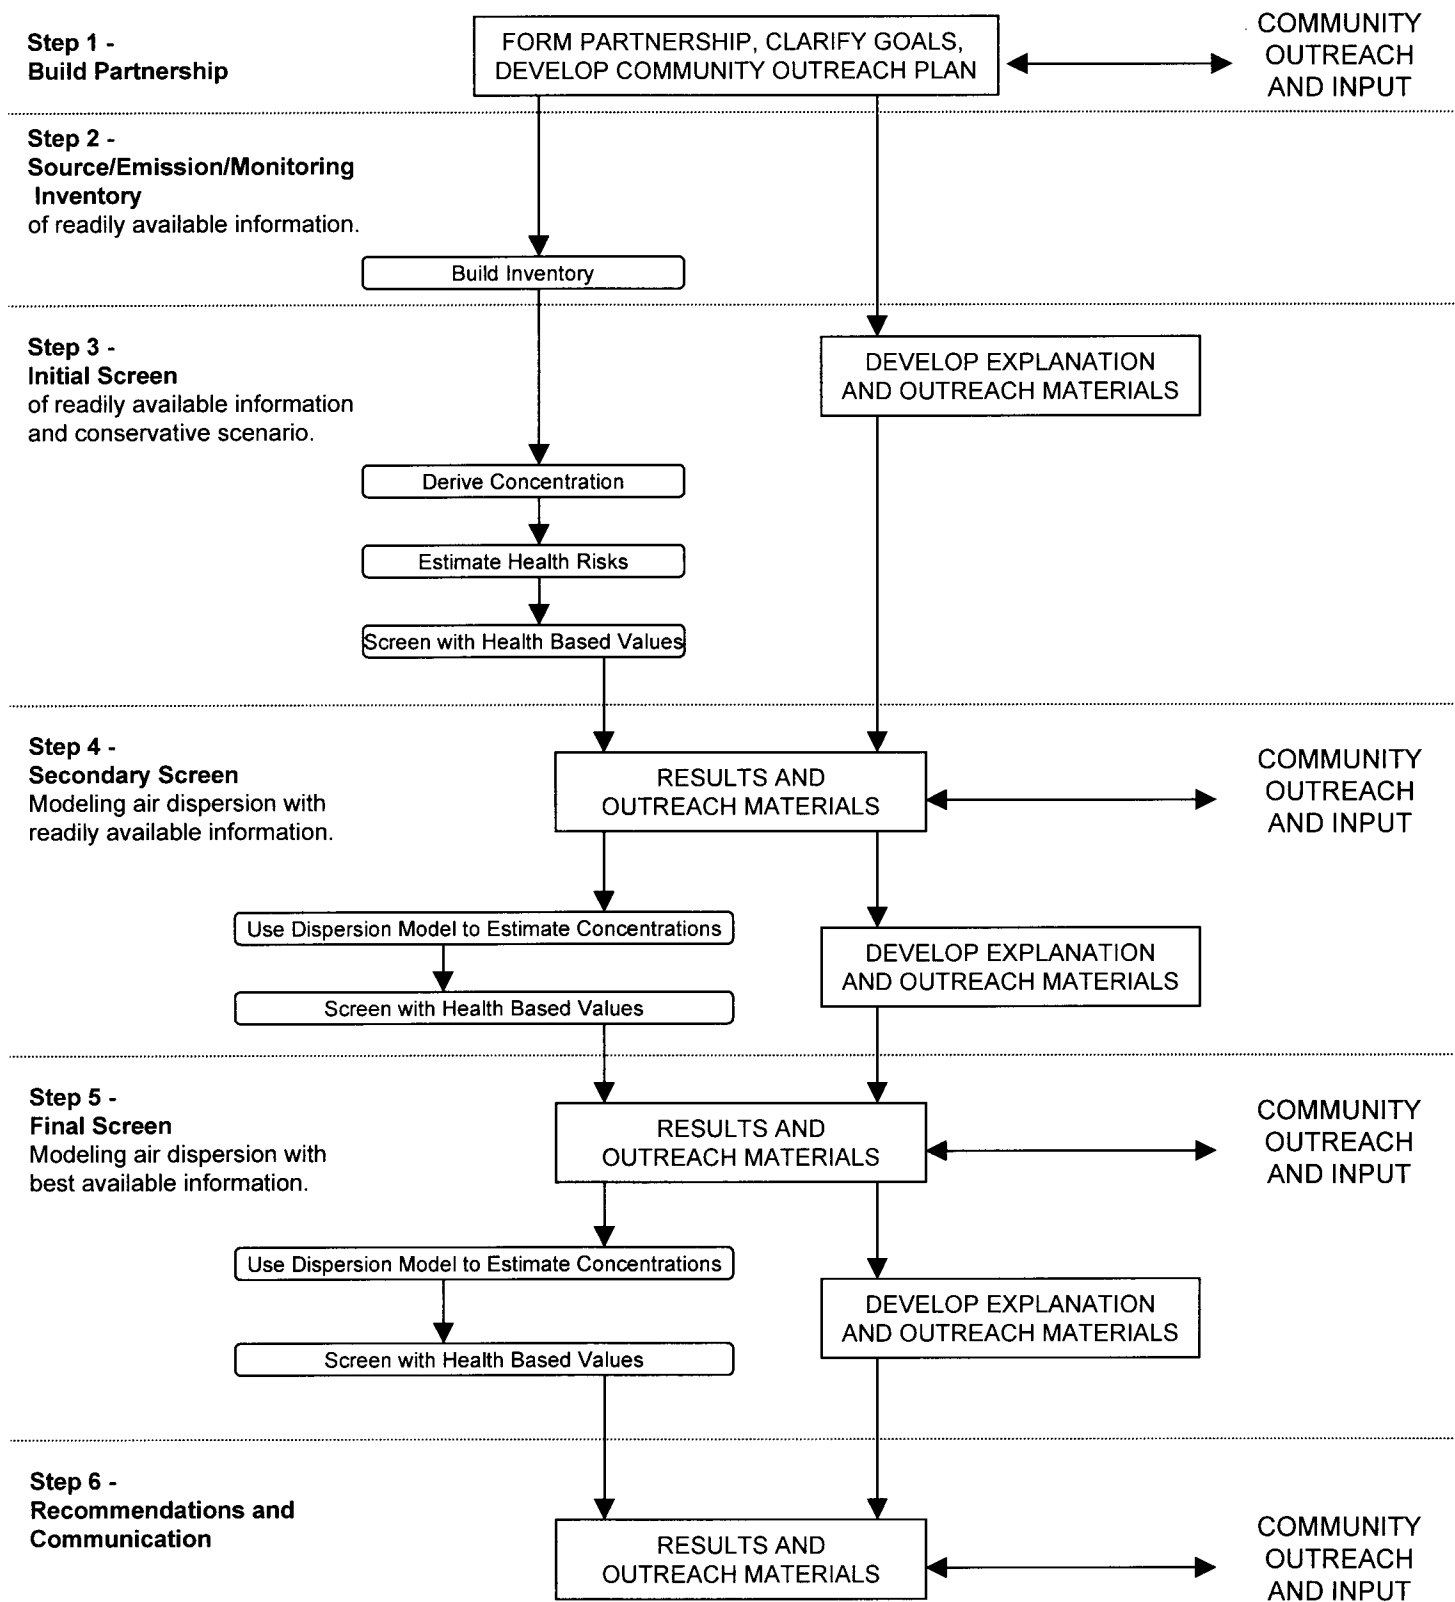 Step 1 -
Build Partnership
FORM PARTNERSHIP, CLARIFY GOALS,
DEVELOP COMMUNITY OUTREACH PLAN
COMMUNITY
OUTREACH
AND INPUT
Step 2 -
Source/Emission/Monitoring
Inventory
of readily available information.
Build Inventory
Step 3 -
Initial Screen
of readily available information
and conservative scenario.
DEVELOP EXPLANATION
AND OUTREACH MATERIALS
Derive Concentration
Estimate Health Risks
Screen with Health Based Values
Step 4 -
Secondary Screen
Modeling air dispersion with
readily available information.
RESULTS AND
OUTREACH MATERIALS
COMMUNITY
OUTREACH
AND INPUT
Use Dispersion Model to Estimate Concentrations
Screen with Health Based Values
DEVELOP EXPLANATION
AND OUTREACH MATERIALS
Step 5 -
Final Screen
Modeling air dispersion with
best available information.
RESULTS AND
OUTREACH MATERIALS
COMMUNITY
OUTREACH
AND INPUT
Use Dispersion Model to Estimate Concentrations
Screen with Health Based Values
DEVELOP EXPLANATION
AND OUTREACH MATERIALS
Step 6 -
Recommendations and
Communication
RESULTS AND
OUTREACH MATERIALS
COMMUNITY
OUTREACH
AND INPUT